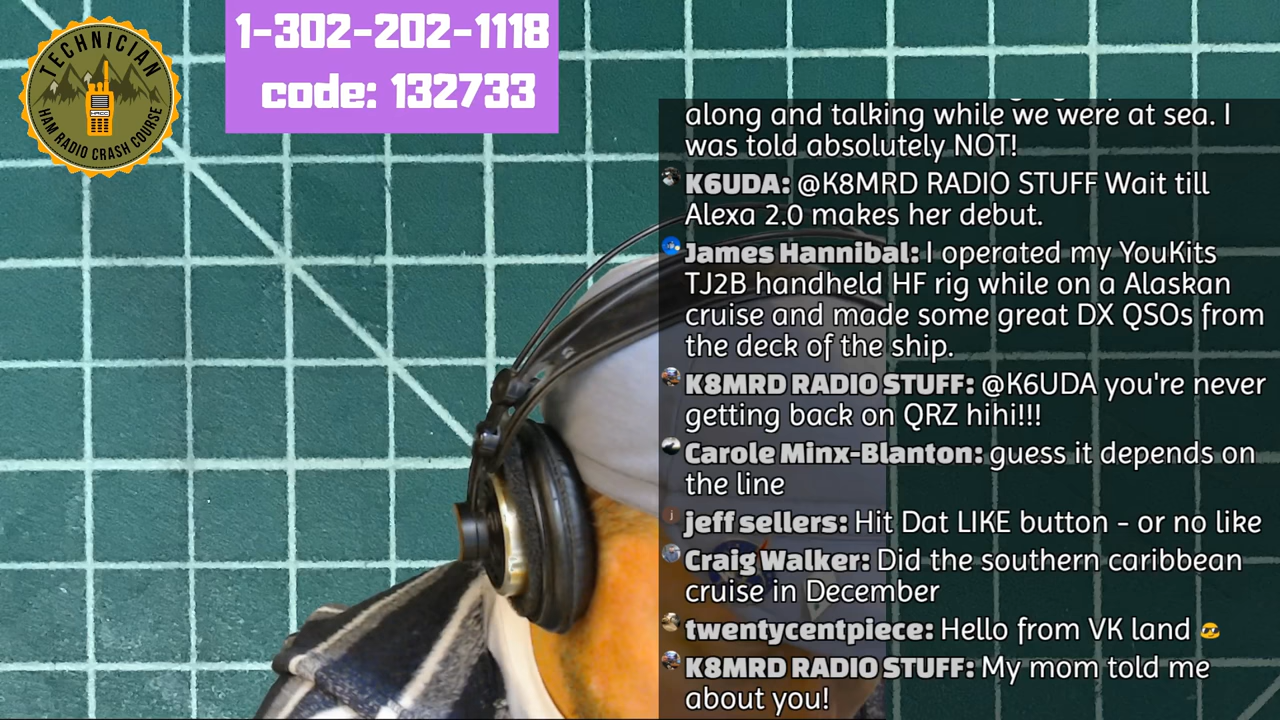 TECHNICIAN
HAM RADIO CRASH COURSE
1-302-202-1118
code: 132733
along and talking while we were at sea. I
was told absolutely NOT!
K6UDA: @K8MRD RADIO STUFF Wait till
Alexa 2.0 makes her debut.
James Hannibal: I operated my YouKits
TJ2B handheld HF rig while on a Alaskan
cruise and made some great DX QSOs from
the deck of the ship.
K8MRD RADIO STUFF: @K6UDA you're never
getting back on QRZ hihi!!!
Carole Minx-Blanton: guess it depends on
the line
jeff sellers: Hit Dat LIKE button - or no like
Craig Walker: Did the southern caribbean
cruise in December
twentycentpiece: Hello from VK land
K8MRD RADIO STUFF: My mom told me
about you!